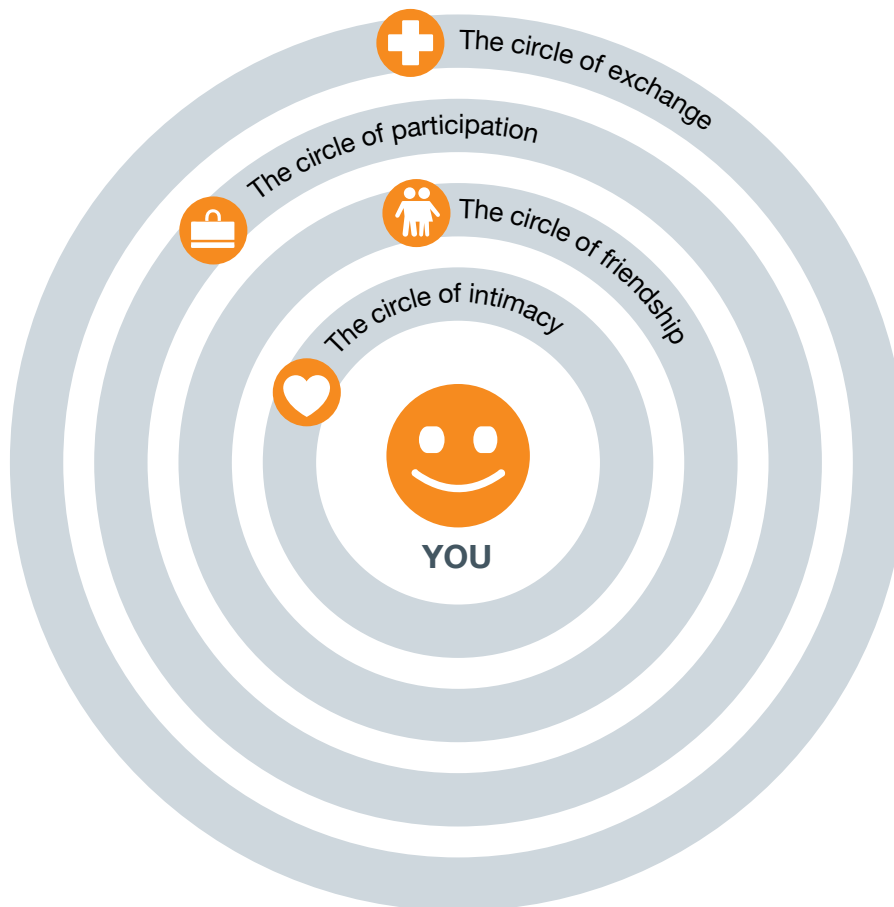 The circle of exchange
The circle of participation
The circle of friendship
The circle of intimacy
YOU